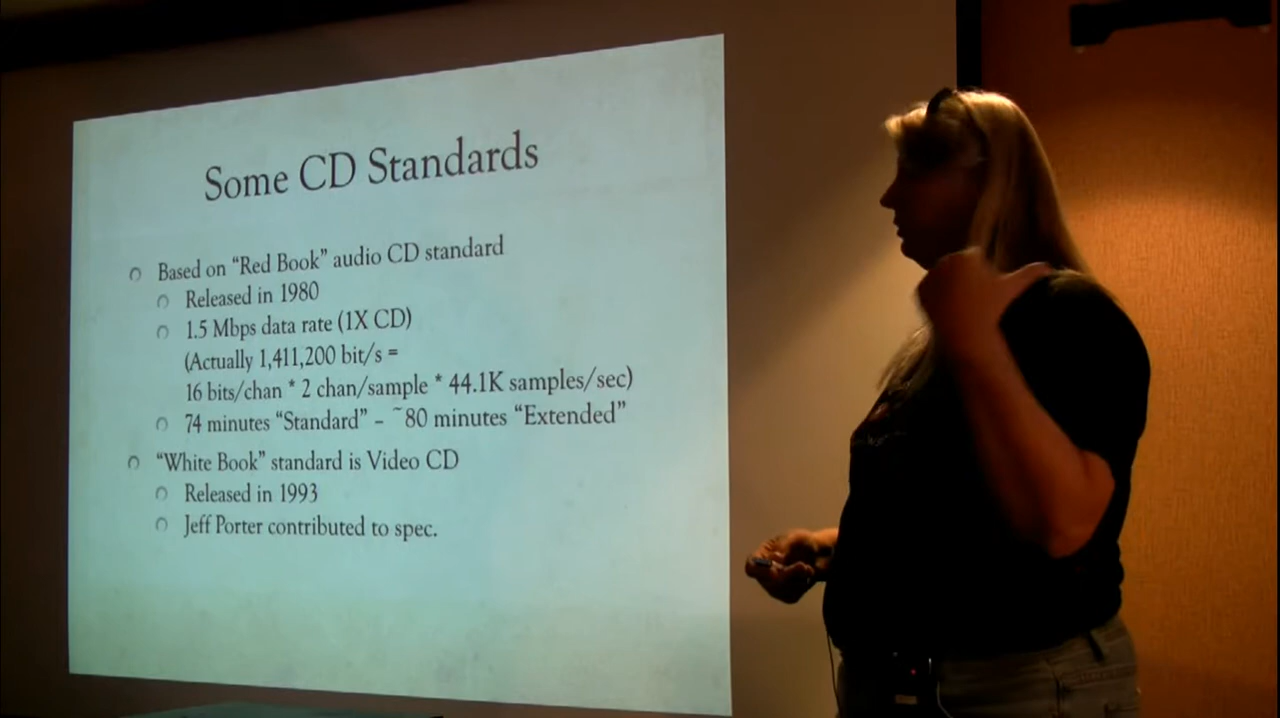 Some CD Standards
Based on “Red Book” audio CD standard
Released in 1980
1.5 Mbps data rate (1X CD)
(Actually 1,411,200 bit/s =
16 bits/chan * 2 chan/sample * 44.1K samples/sec)
74 minutes “Standard” – ~80 minutes “Extended”
“White Book” standard is Video CD
Released in 1993
Jeff Porter contributed to spec.